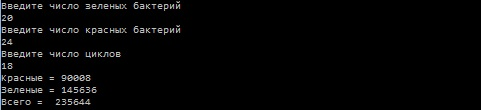 Введите число зеленых бактерий
20
Введите число красных бактерий
24
Введите число циклов
18
Красные = 90008
Зеленые = 145636
Всего =  235644